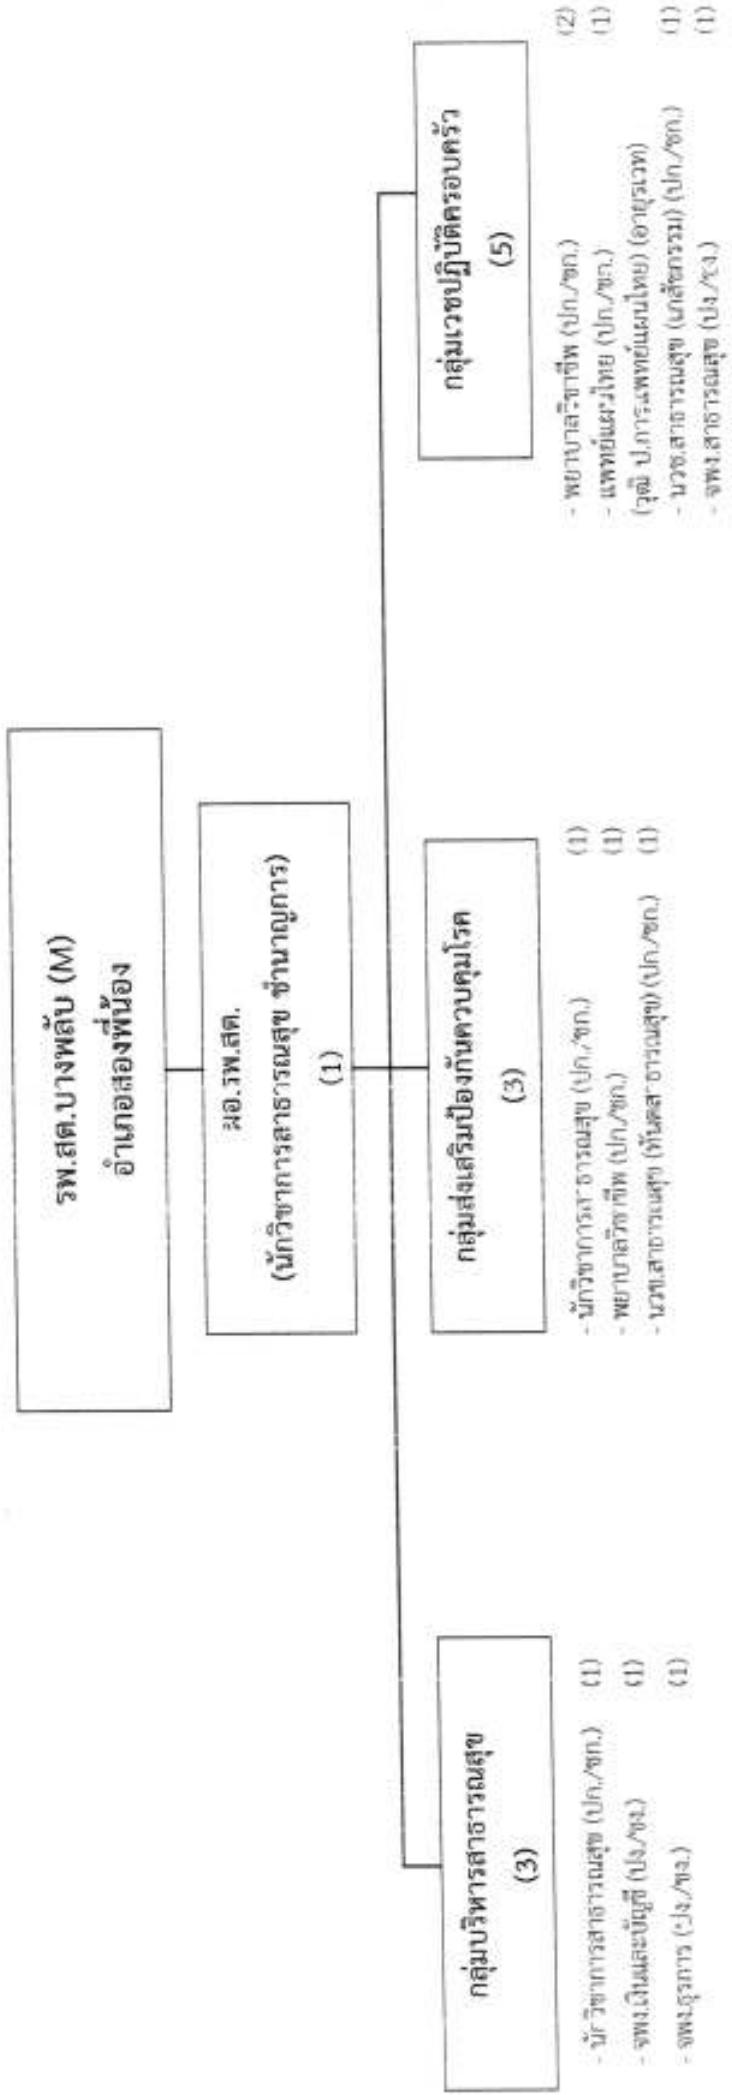 รพ.สต.บางพลับ (M)
อำเภอสองพี่น้อง
ผอ.รพ.สต.
(นักวิชาการสาธารณสุข ชำนาญการ)
(1)
กลุ่มบริหารสาธารณสุข
(3)
- นักวิชาการสาธารณสุข (ปก./ชก.) (1)
- จพง.เงินและบัญชี (ปง./ชง.) (1)
- จพง.ธุรการ (ปง./ชง.) (1)
กลุ่มส่งเสริมป้องกันควบคุมโรค
(3)
- นักวิชาการสาธารณสุข (ปก./ชก.) (1)
- พยาบาลวิชาชีพ (ปก./ชก.) (1)
- นวช.สาธารณสุข (ทันตสาธารณสุข) (ปก./ชก.) (1)
กลุ่มเวชปฏิบัติครอบครัว
(5)
- พยาบาลวิชาชีพ (ปก./ชก.) (2)
- แพทย์แผนไทย (ปก./ชก.) (1)
(วุฒิ ป.การแพทย์แผนไทย) (อายุรเวท)
- นวช.สาธารณสุข (เภสัชกรรม) (ปก./ชก.) (1)
- จพง.สาธารณสุข (ปง./ชง.) (1)